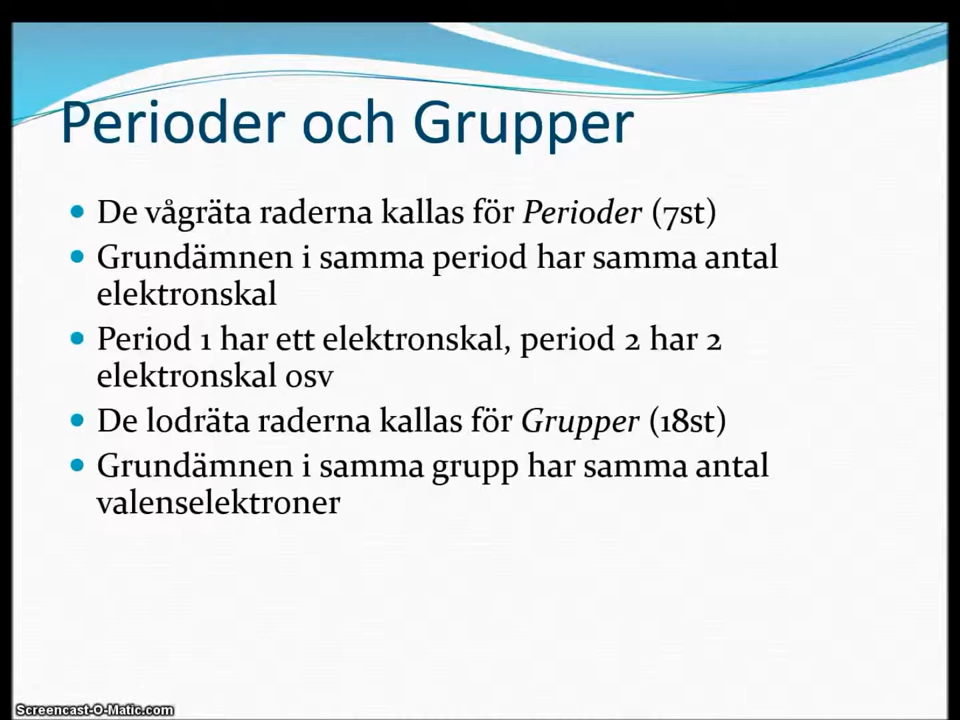 Perioder och Grupper
De vågräta raderna kallas för Perioder (7st)
Grundämnen i samma period har samma antal
elektronskal
Period 1 har ett elektronskal, period 2 har 2
elektronskal osv
De lodräta raderna kallas för Grupper (18st)
Grundämnen i samma grupp har samma antal
valenselektroner
Screencast-O-Matic.com